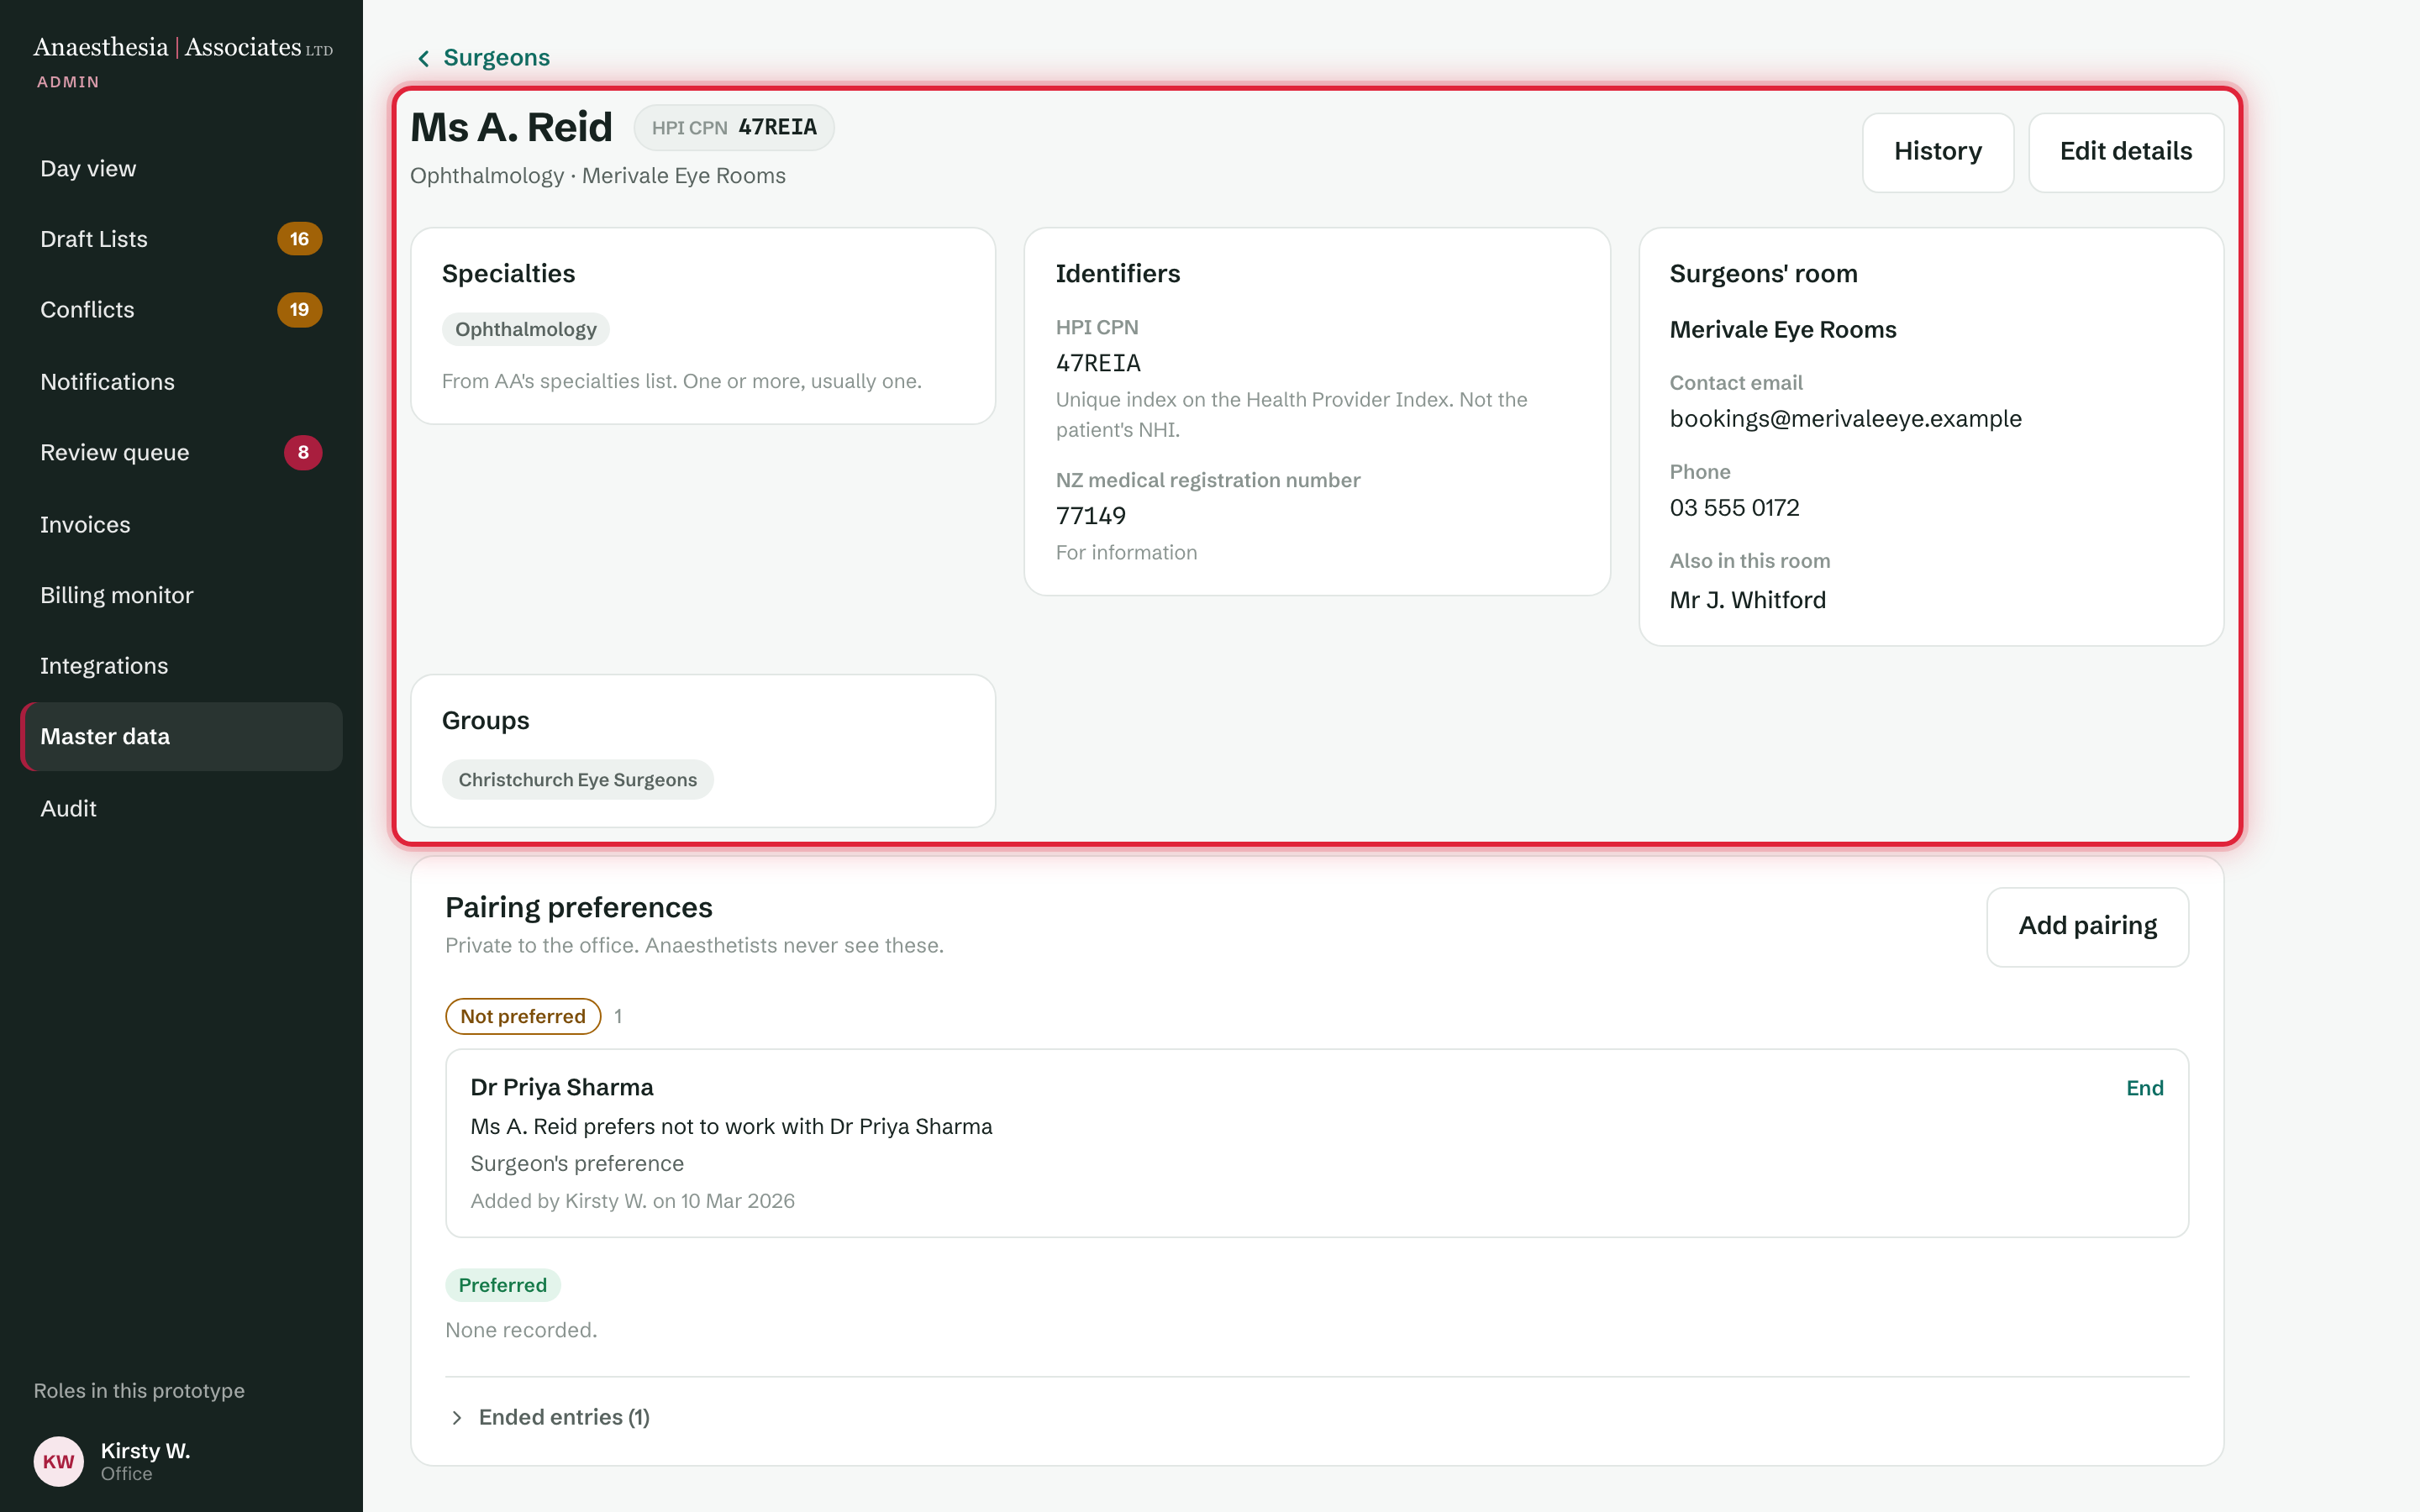 Anaesthesia | Associates LTD
ADMIN
Day view
Draft Lists 16
Conflicts 19
Notifications
Review queue 8
Invoices
Billing monitor
Integrations
Master data
Audit
Roles in this prototype
KW
Kirsty W.
Office
Surgeons
Ms A. Reid HPI CPN 47REIA
Ophthalmology · Merivale Eye Rooms
History
Edit details
Specialties
Ophthalmology
From AA's specialties list. One or more, usually one.
Identifiers
HPI CPN
47REIA
Unique index on the Health Provider Index. Not the
patient's NHI.
NZ medical registration number
77149
For information
Surgeons' room
Merivale Eye Rooms
Contact email
bookings@merivaleeye.example
Phone
03 555 0172
Also in this room
Mr J. Whitford
Groups
Christchurch Eye Surgeons
Pairing preferences
Private to the office. Anaesthetists never see these.
Add pairing
Not preferred 1
Dr Priya Sharma
End
Ms A. Reid prefers not to work with Dr Priya Sharma
Surgeon's preference
Added by Kirsty W. on 10 Mar 2026
Preferred
None recorded.
Ended entries (1)